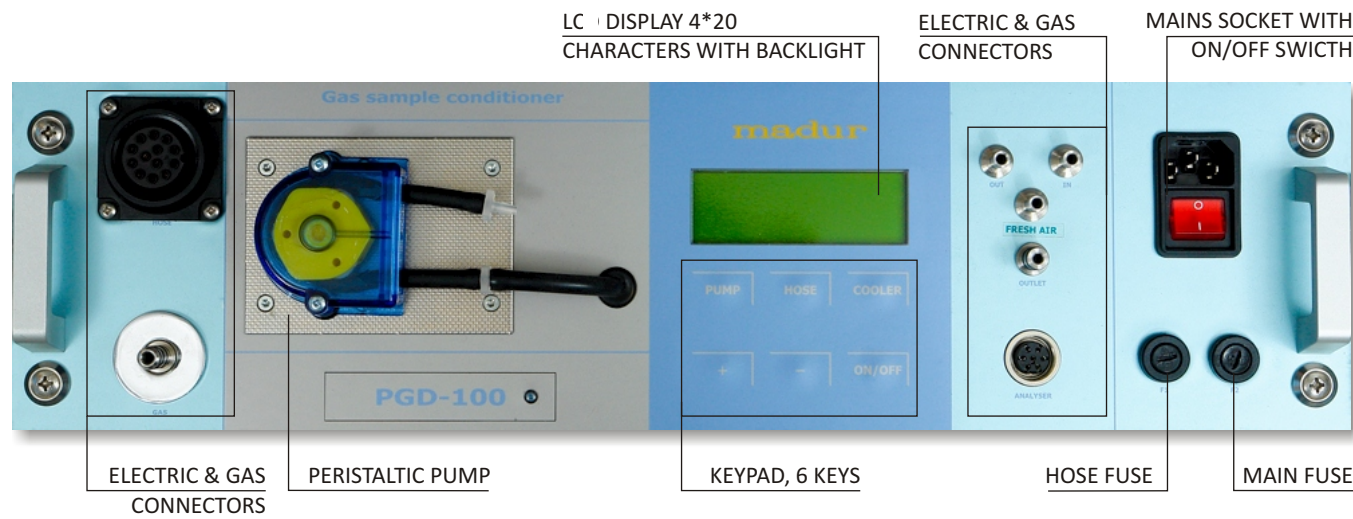 LC DISPLAY 4*20
CHARACTERS WITH BACKLIGHT
ELECTRIC & GAS
CONNECTORS
MAINS SOCKET WITH
ON/OFF SWICTH
Gas sample conditioner
madur
HOSE
OUT
IN
FRESH AIR
OUTLET
O
I
PUMP
HOSE
COOLER
+
-
ON/OFF
PGD-100
GAS
ANALYSER
ELECTRIC & GAS
CONNECTORS
PERISTALTIC PUMP
KEYPAD, 6 KEYS
HOSE FUSE
MAIN FUSE